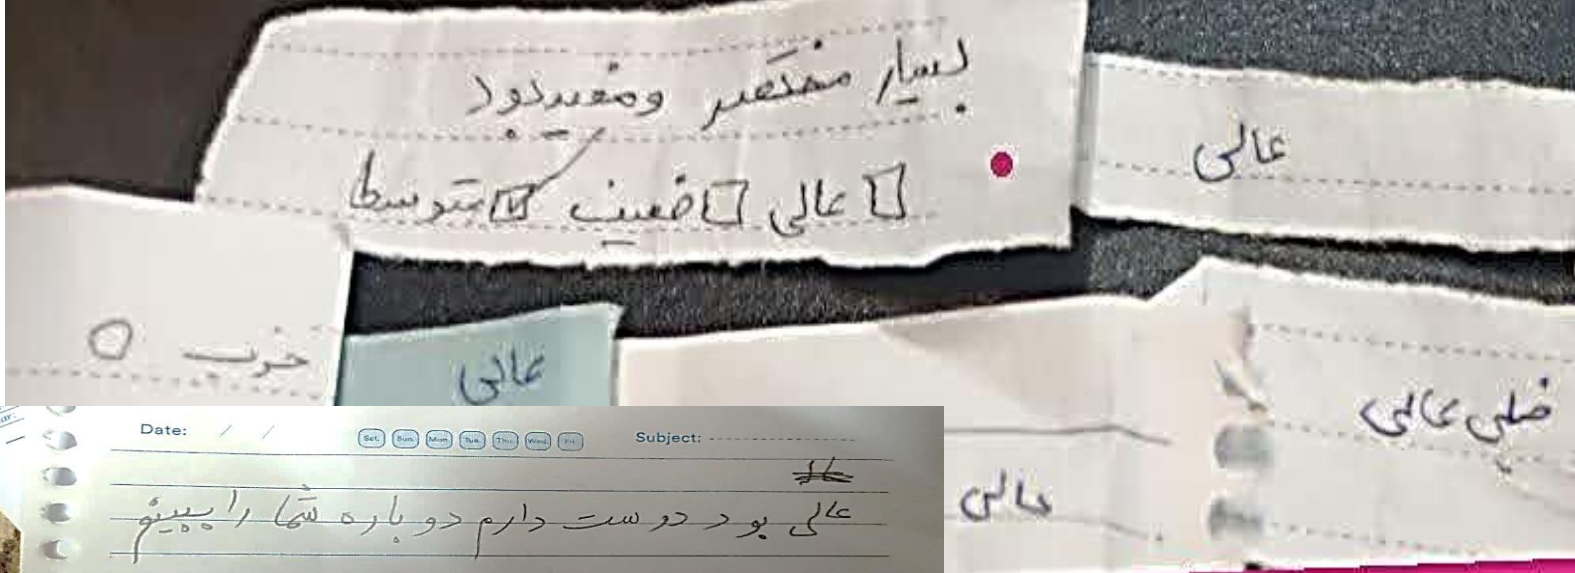 بسیار مختصر و مفید بود
عالی ضعیف متوسط
عالی
خوب
عالی
خیلی عالی
عالی
Date: / /
Sat. Sun. Mon. Tue. Thu. Wed. Fri.
Subject:
عالی بود دوست دارم دوباره شما را ببینم